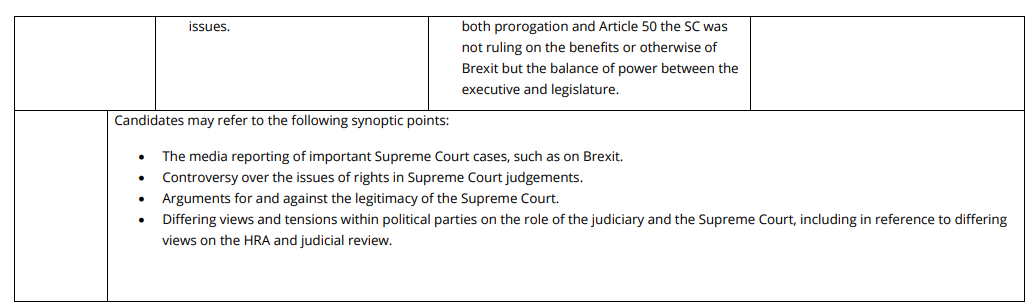 issues.
both prorogation and Article 50 the SC was
not ruling on the benefits or otherwise of
Brexit but the balance of power between the
executive and legislature.
Candidates may refer to the following synoptic points:
• The media reporting of important Supreme Court cases, such as on Brexit.
• Controversy over the issues of rights in Supreme Court judgements.
• Arguments for and against the legitimacy of the Supreme Court.
• Differing views and tensions within political parties on the role of the judiciary and the Supreme Court, including in reference to differing
views on the HRA and judicial review.